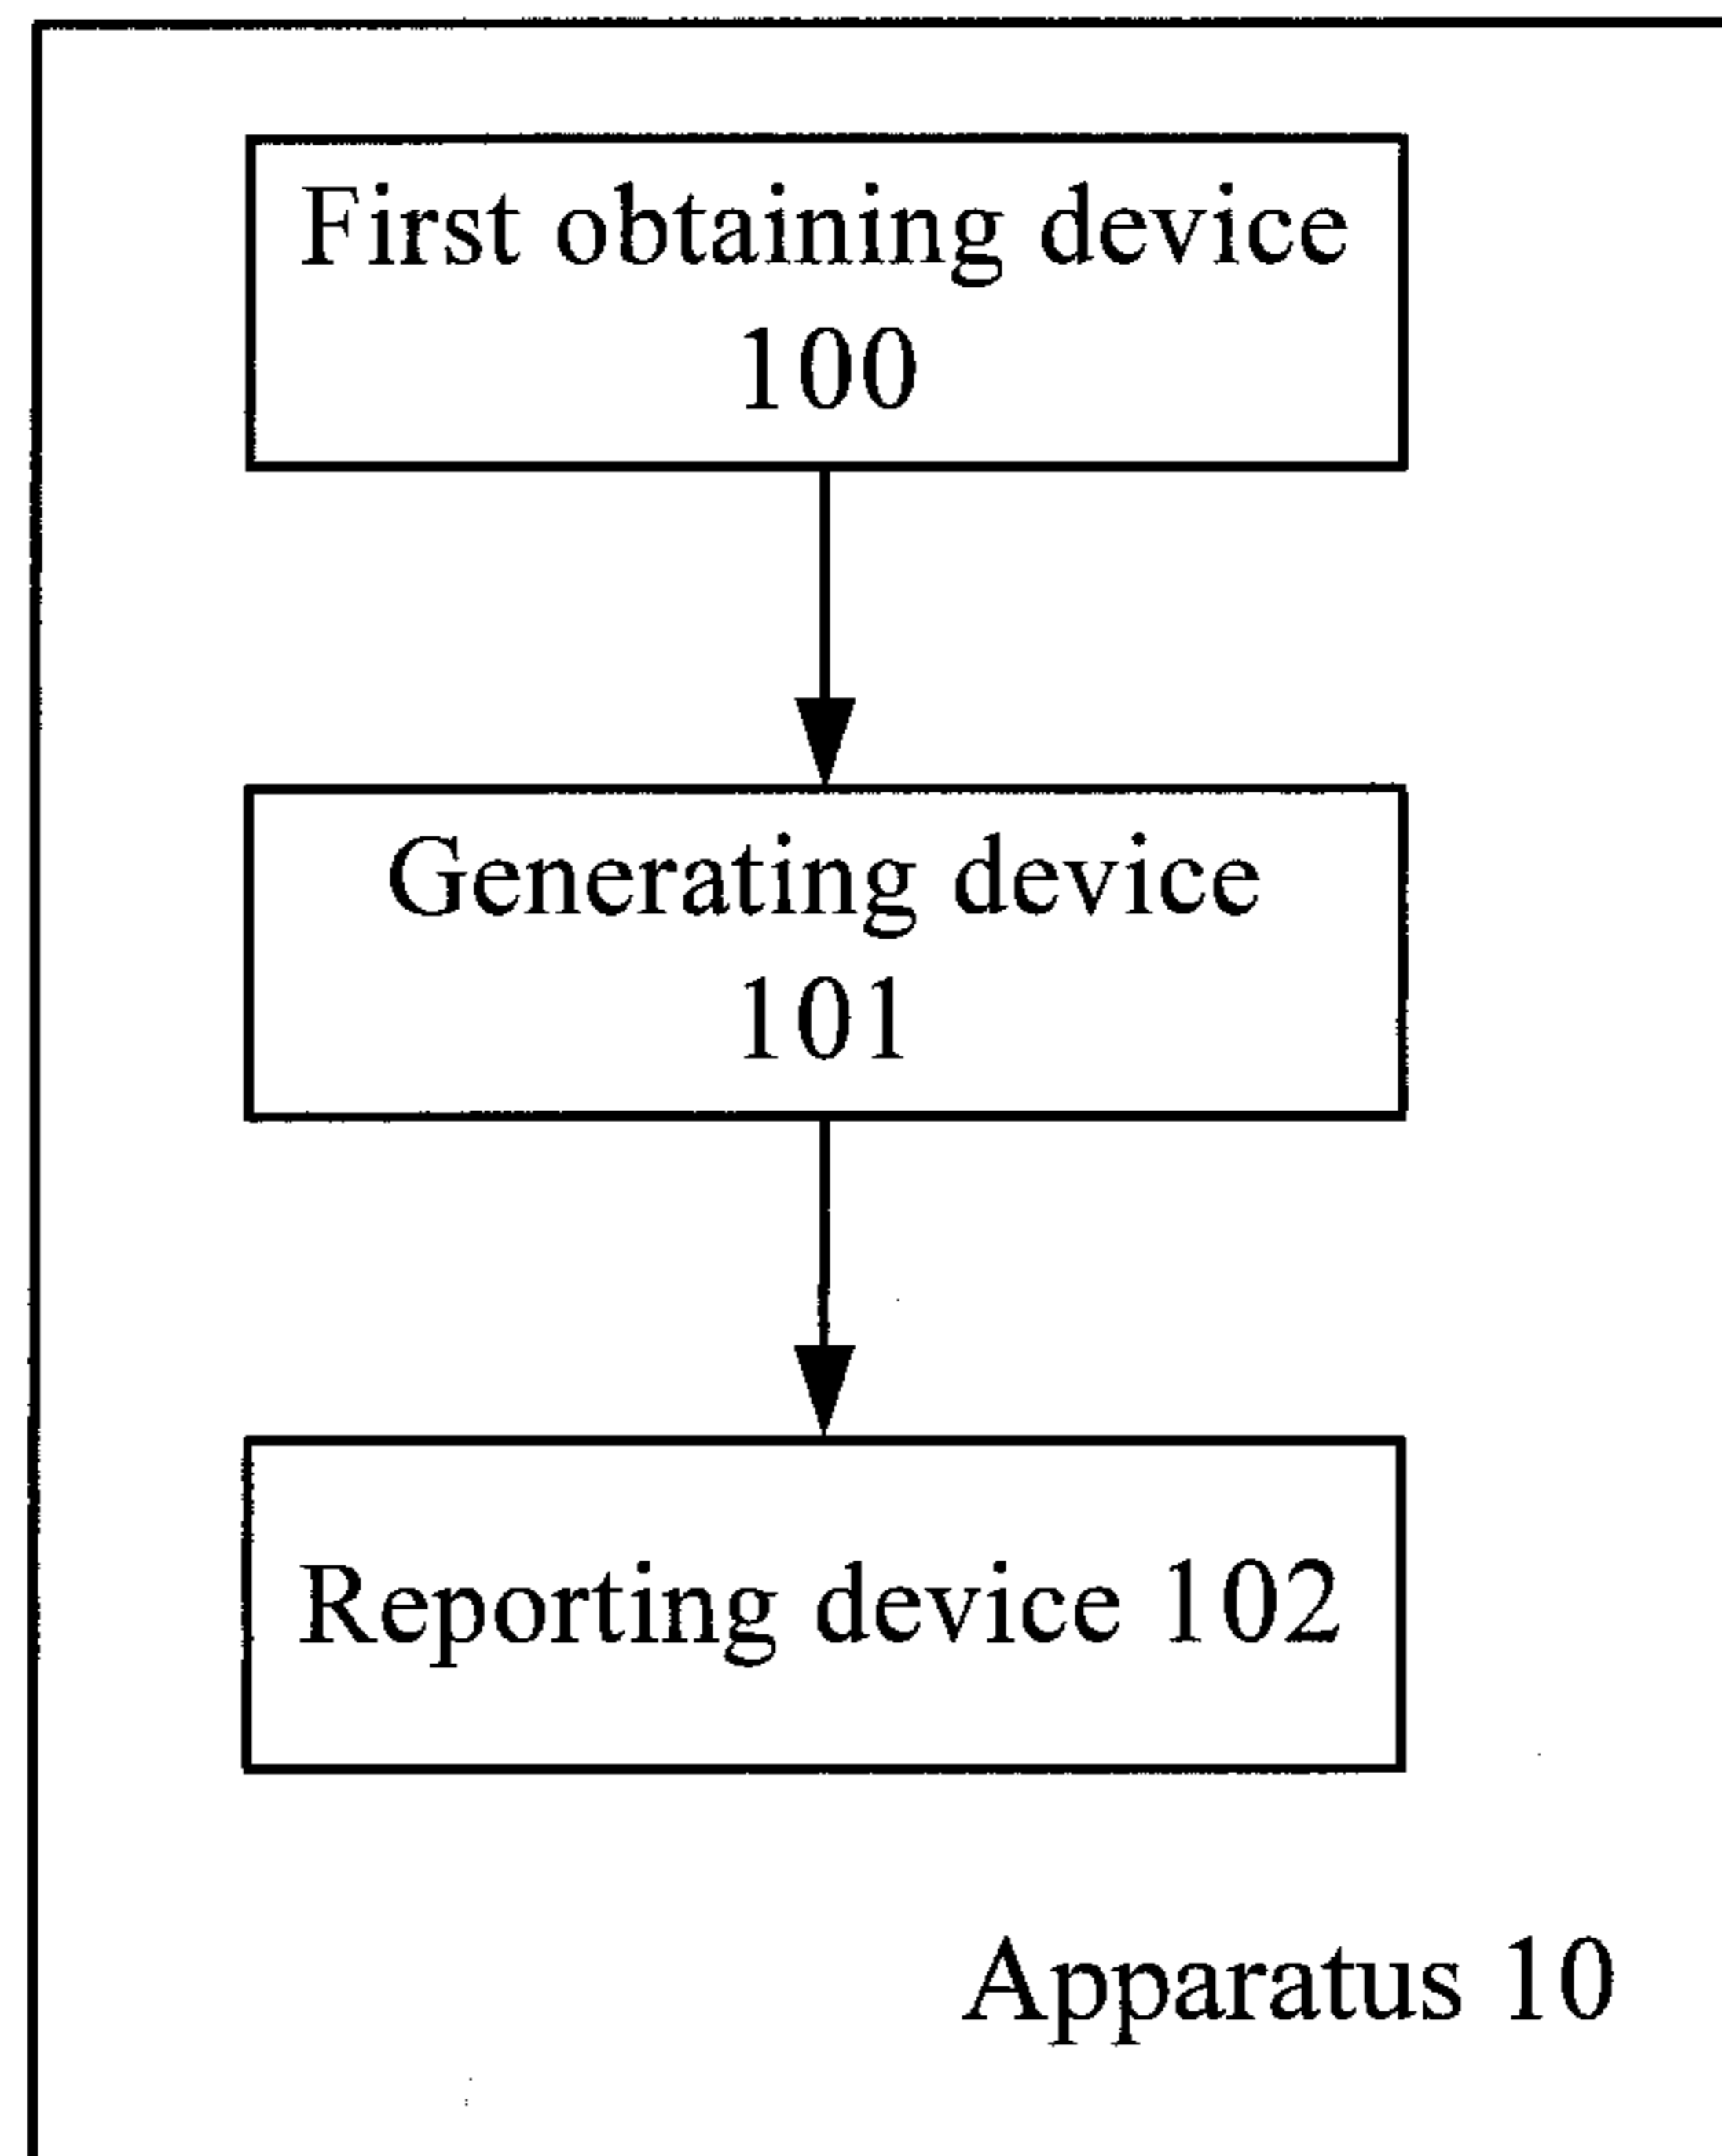 First obtaining device
100
Generating device
101
Reporting device 102
Apparatus 10